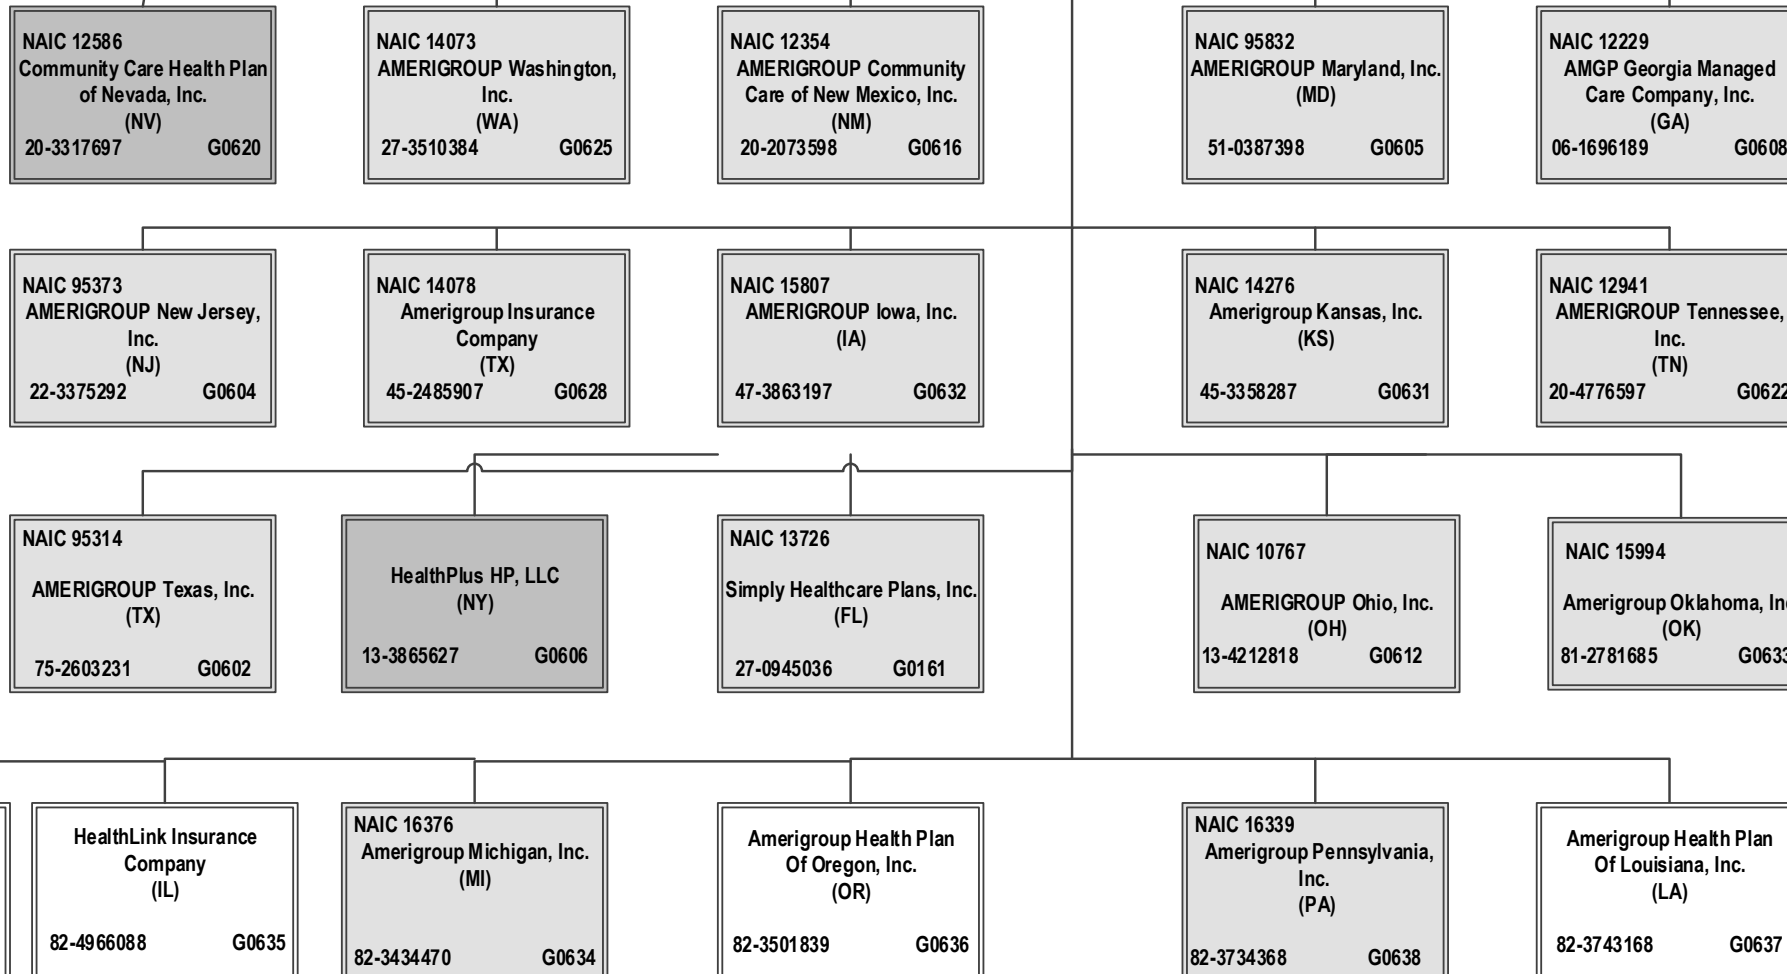 NAIC 12586
Community Care Health Plan
of Nevada, Inc.
(NV)
20-3317697 G0620
NAIC 14073
AMERIGROUP Washington,
Inc.
(WA)
27-3510384 G0625
NAIC 12354
AMERIGROUP Community
Care of New Mexico, Inc.
(NM)
20-2073598 G0616
NAIC 95832
AMERIGROUP Maryland, Inc.
(MD)
51-0387398 G0605
NAIC 12229
AMGP Georgia Managed
Care Company, Inc.
(GA)
06-1696189 G0608
NAIC 95373
AMERIGROUP New Jersey,
Inc.
(NJ)
22-3375292 G0604
NAIC 14078
Amerigroup Insurance
Company
(TX)
45-2485907 G0628
NAIC 15807
AMERIGROUP Iowa, Inc.
(IA)
47-3863197 G0632
NAIC 14276
Amerigroup Kansas, Inc.
(KS)
45-3358287 G0631
NAIC 12941
AMERIGROUP Tennessee,
Inc.
(TN)
20-4776597 G0622
NAIC 95314
AMERIGROUP Texas, Inc.
(TX)
75-2603231 G0602
HealthPlus HP, LLC
(NY)
13-3865627 G0606
NAIC 13726
Simply Healthcare Plans, Inc.
(FL)
27-0945036 G0161
NAIC 10767
AMERIGROUP Ohio, Inc.
(OH)
13-4212818 G0612
NAIC 15994
Amerigroup Oklahoma, Inc
(OK)
81-2781685 G0633
HealthLink Insurance
Company
(IL)
82-4966088 G0635
NAIC 16376
Amerigroup Michigan, Inc.
(MI)
82-3434470 G0634
Amerigroup Health Plan
Of Oregon, Inc.
(OR)
82-3501839 G0636
NAIC 16339
Amerigroup Pennsylvania,
Inc.
(PA)
82-3734368 G0638
Amerigroup Health Plan
Of Louisiana, Inc.
(LA)
82-3743168 G0637